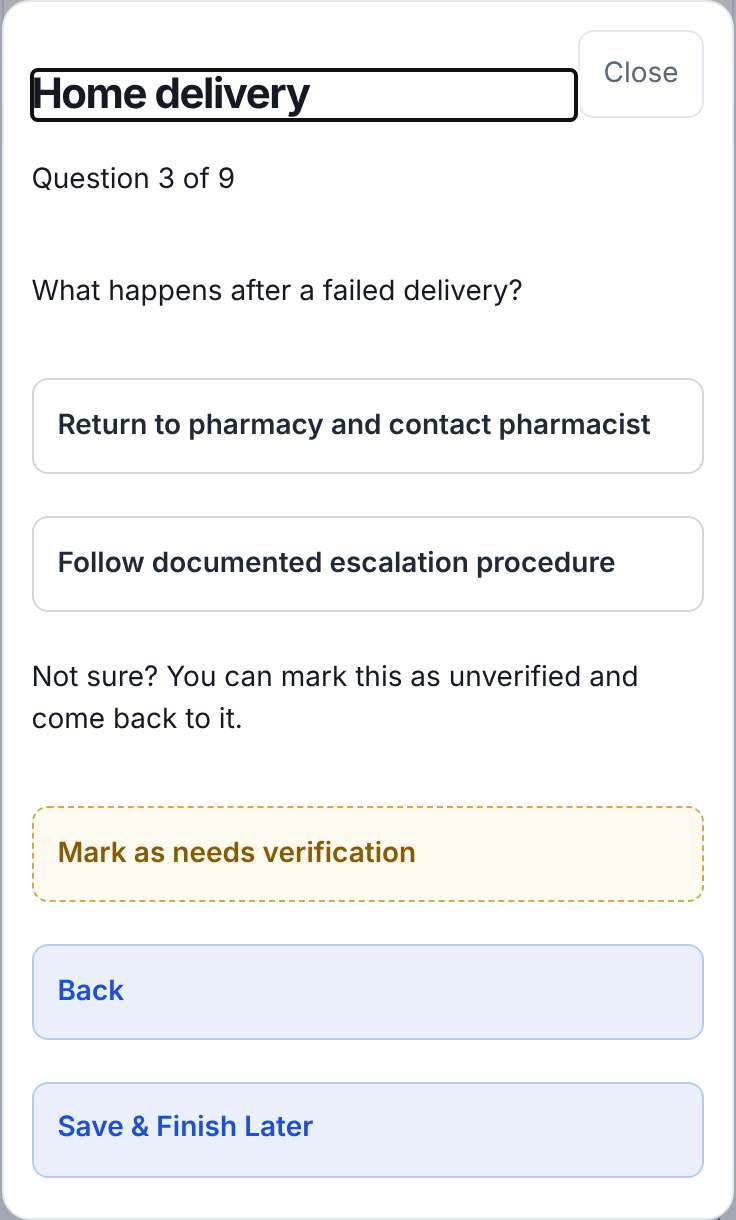 Home delivery
Close
Question 3 of 9
What happens after a failed delivery?
Return to pharmacy and contact pharmacist
Follow documented escalation procedure
Not sure? You can mark this as unverified and
come back to it.
Mark as needs verification
Back
Save & Finish Later